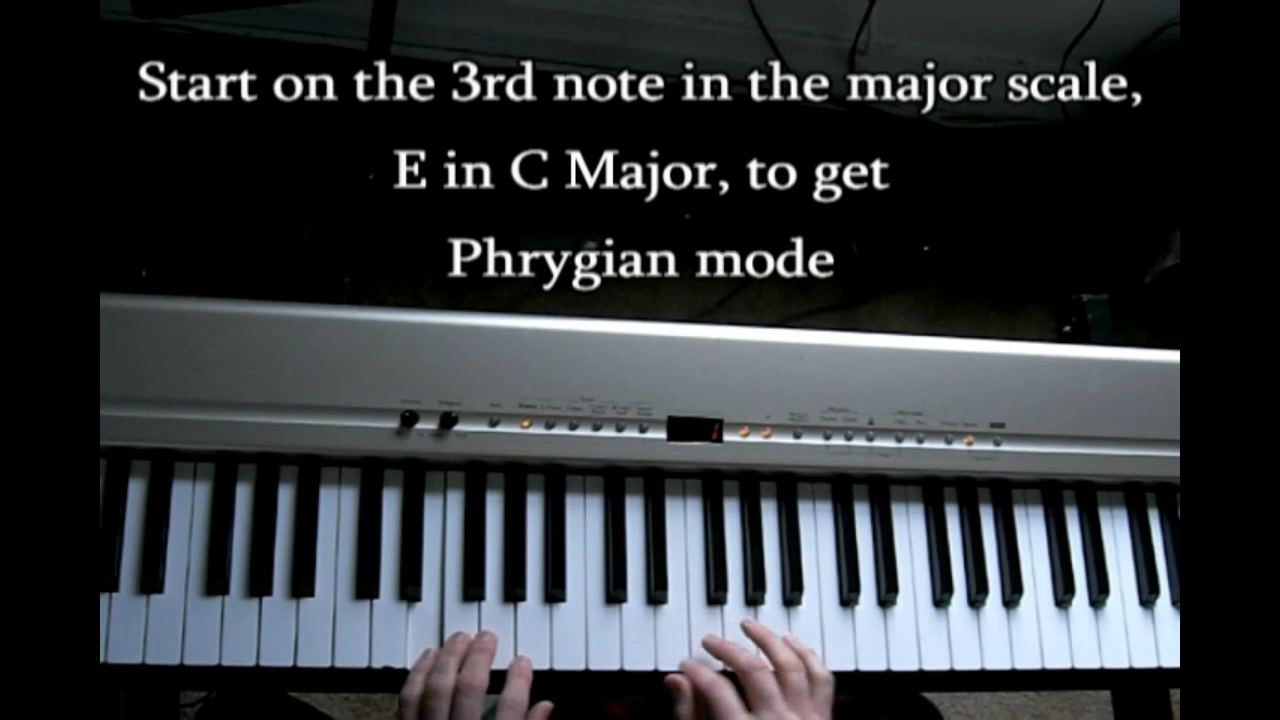 Start on the 3rd note in the major scale,
E in C Major, to get
Phrygian mode